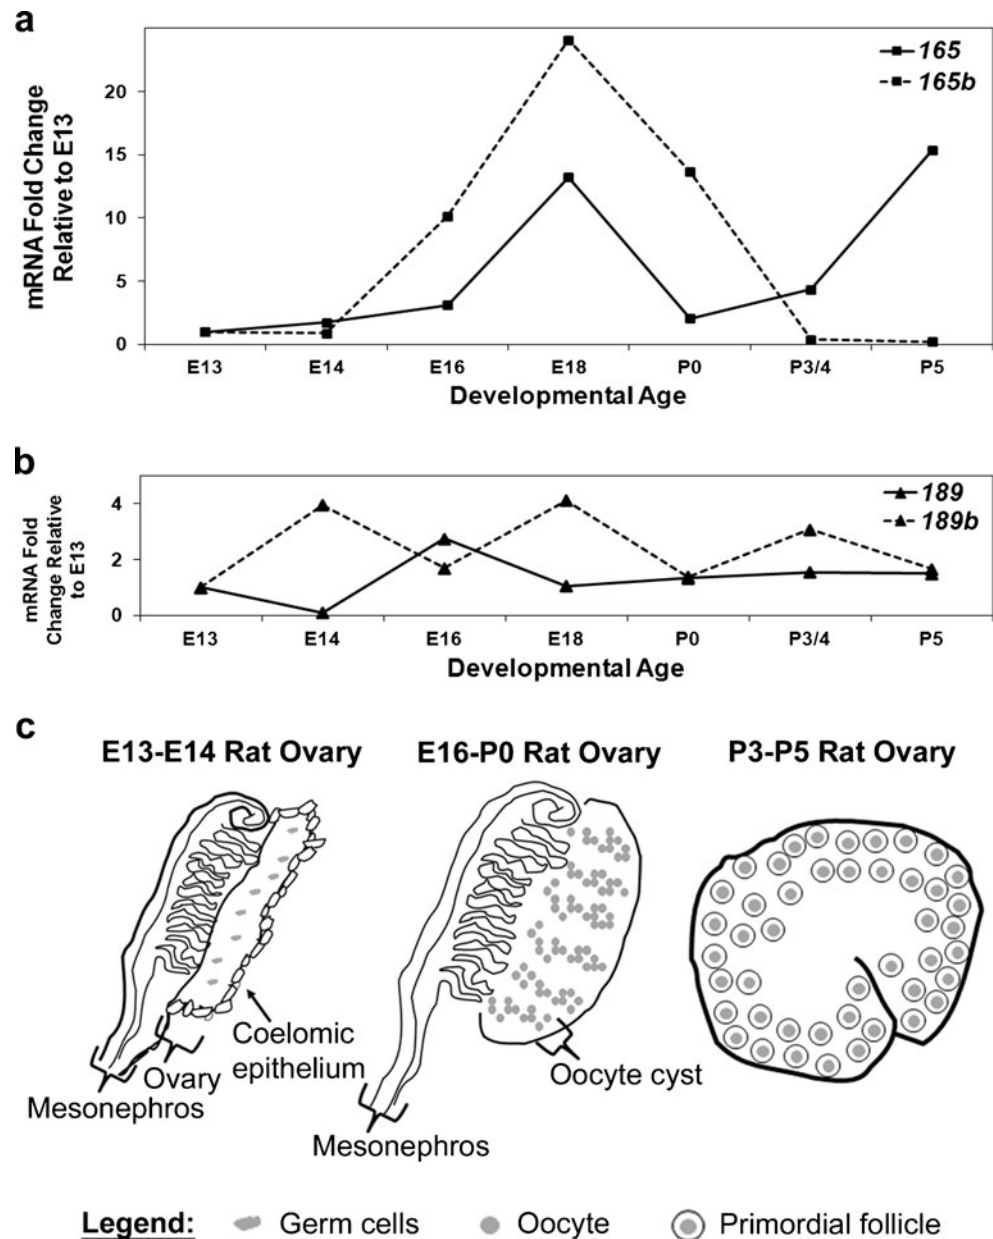 a
165
165b
mRNA Fold Change
Relative to E13
20
15
10
5
0
E13 E14 E16 E18 P0 P3/4 P5
Developmental Age
b
189
189b
mRNA Fold
Change Relative
to E13
4
2
0
E13 E14 E16 E18 P0 P3/4 P5
Developmental Age
c
E13-E14 Rat Ovary E16-P0 Rat Ovary P3-P5 Rat Ovary
Coelomic
epithelium
Ovary
Mesonephros
Oocyte cyst
Mesonephros
Legend: Germ cells Oocyte Primordial follicle